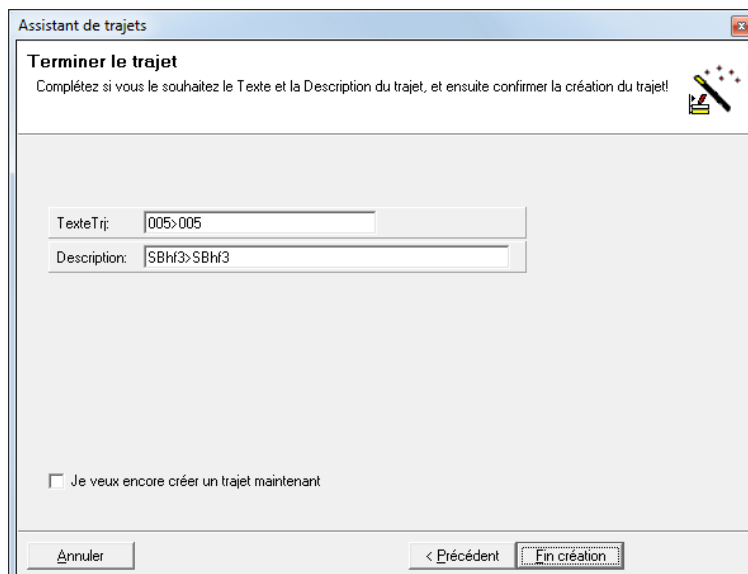 Assistant de trajets
Terminer le trajet
Complétez si vous le souhaitez le Texte et la Description du trajet, et ensuite confirmer la création du trajet!
TexteTrj: 005>005
Description: SBhf3>SBhf3
Je veux encore créer un trajet maintenant
Annuler < Précédent Fin création